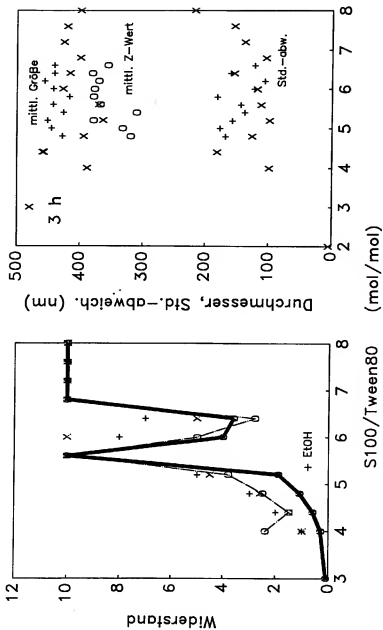 500
400
300
200
100
0
Durchmesser, Std.-abweich. (nm)
mittl. Größe
3 h
mittl. Z-Wert
Std.-abw.
2 3 4 5 6 7 8
(mol/mol)
12
10
8
6
4
2
0
Widerstand
+ EtOH
3 4 5 6 7 8
S100/Tween80